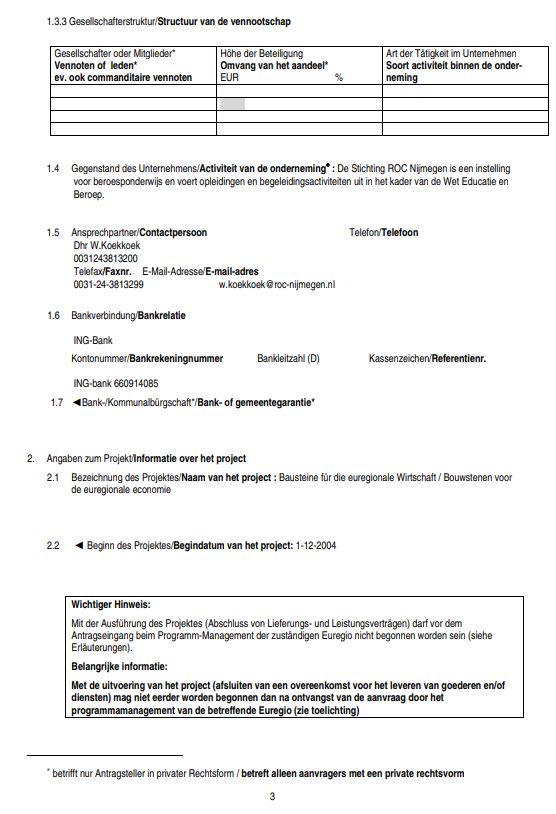 1.3.3 Gesellschafterstruktur/Structuur van de vennootschap
Gesellschafter oder Mitglieder*
Vennoten of leden*
ev. ook commanditaire vennoten
Höhe der Beteiligung
Omvang van het aandeel*
EUR %
Art der Tätigkeit im Unternehmen
Soort activiteit binnen de onder-
neming
1.4 Gegenstand des Unternehmens/Activiteit van de onderneming♦ : De Stichting ROC Nijmegen is een instelling
voor beroesponderwijs en voert opleidingen en begeleidingsactiviteiten uit in het kader van de Wet Educatie en
Beroep.
1.5 Ansprechpartner/Contactpersoon Telefon/Telefoon
Dhr W.Koekkoek
0031243813200
Telefax/Faxnr. E-Mail-Adresse/E-mail-adres
0031-24-3813299 w.koekkoek@roc-nijmegen.nl
1.6 Bankverbindung/Bankrelatie
ING-Bank
Kontonummer/Bankrekeningnummer Bankleitzahl (D) Kassenzeichen/Referentienr.
ING-bank 660914085
1.7 ◄Bank-/Kommunalbürgschaft*/Bank- of gemeentegarantie*
2. Angaben zum Projekt/Informatie over het project
2.1 Bezeichnung des Projektes/Naam van het project : Bausteine für die euregionale Wirtschaft / Bouwstenen voor
de euregionale economie
2.2 ◄ Beginn des Projektes/Begindatum van het project: 1-12-2004
Wichtiger Hinweis:
Mit der Ausführung des Projektes (Abschluss von Lieferungs- und Leistungsverträgen) darf vor dem
Antragseingang beim Programm-Management der zuständigen Euregio nicht begonnen worden sein (siehe
Erläuterungen).
Belangrijke informatie:
Met de uitvoering van het project (afsluiten van een overeenkomst voor het leveren van goederen en/of
diensten) mag niet eerder worden begonnen dan na ontvangst van de aanvraag door het
programmamanagement van de betreffende Euregio (zie toelichting)
* betrifft nur Antragsteller in privater Rechtsform / betreft alleen aanvragers met een private rechtsvorm
3